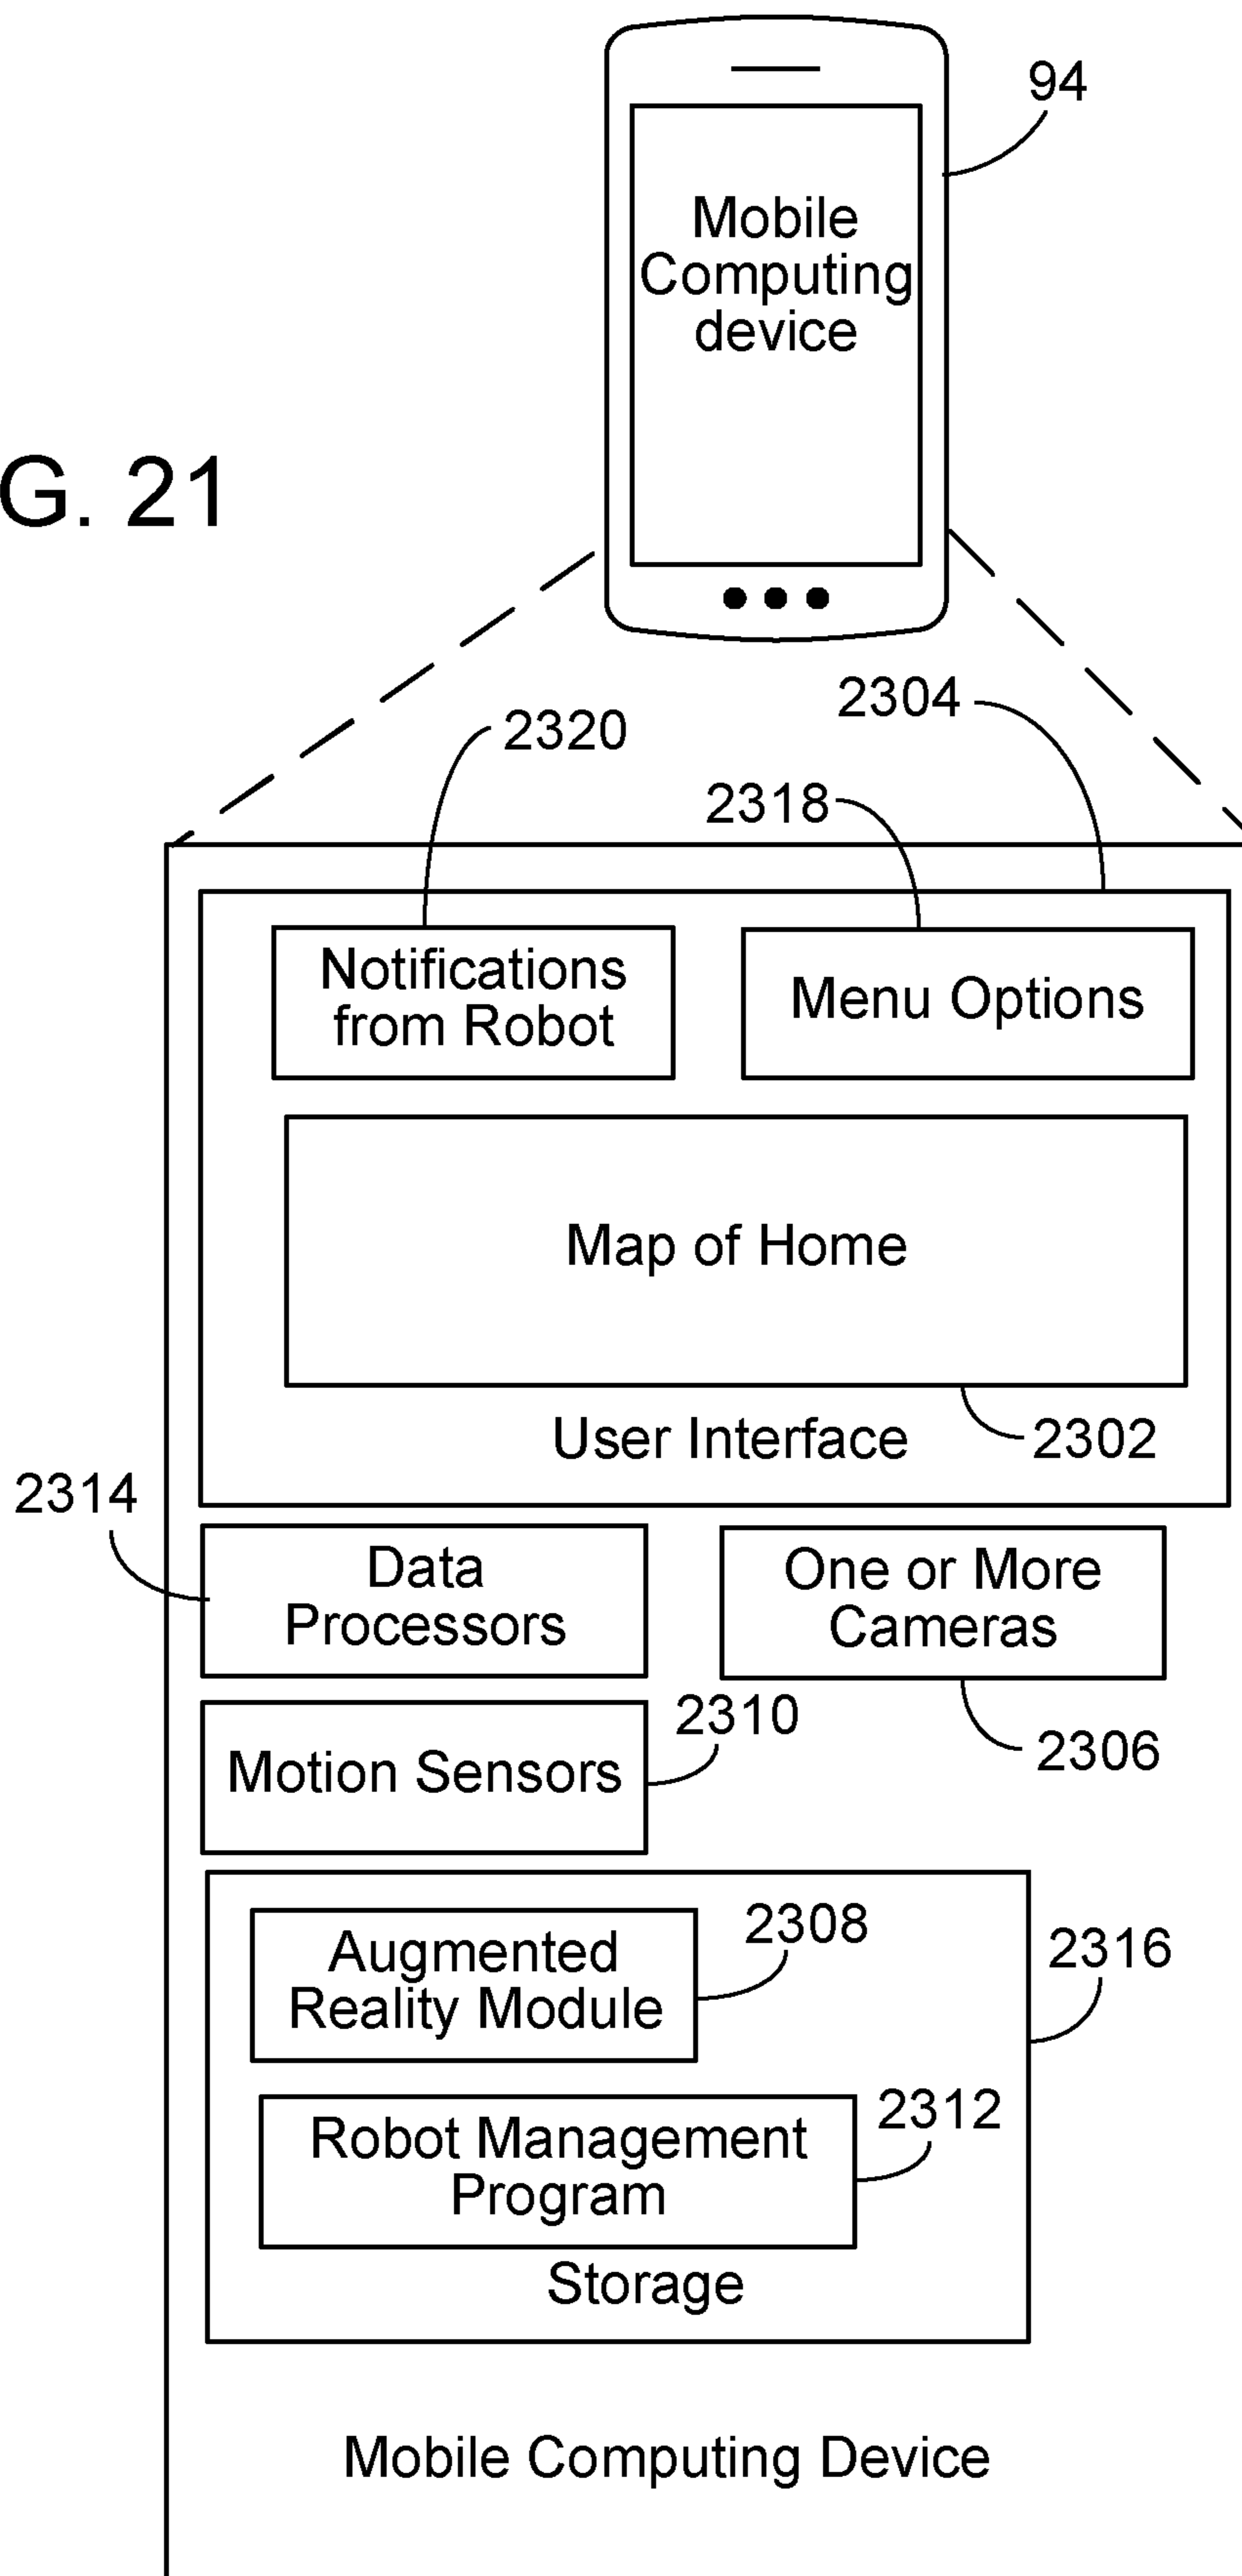 94
Mobile
Computing
device
G. 21
2304
2320
2318
Notifications
from Robot
Menu Options
Map of Home
User Interface
2302
2314
Data
Processors
One or More
Cameras
2310
2306
Motion Sensors
2308
2316
Augmented
Reality Module
2312
Robot Management
Program
Storage
Mobile Computing Device